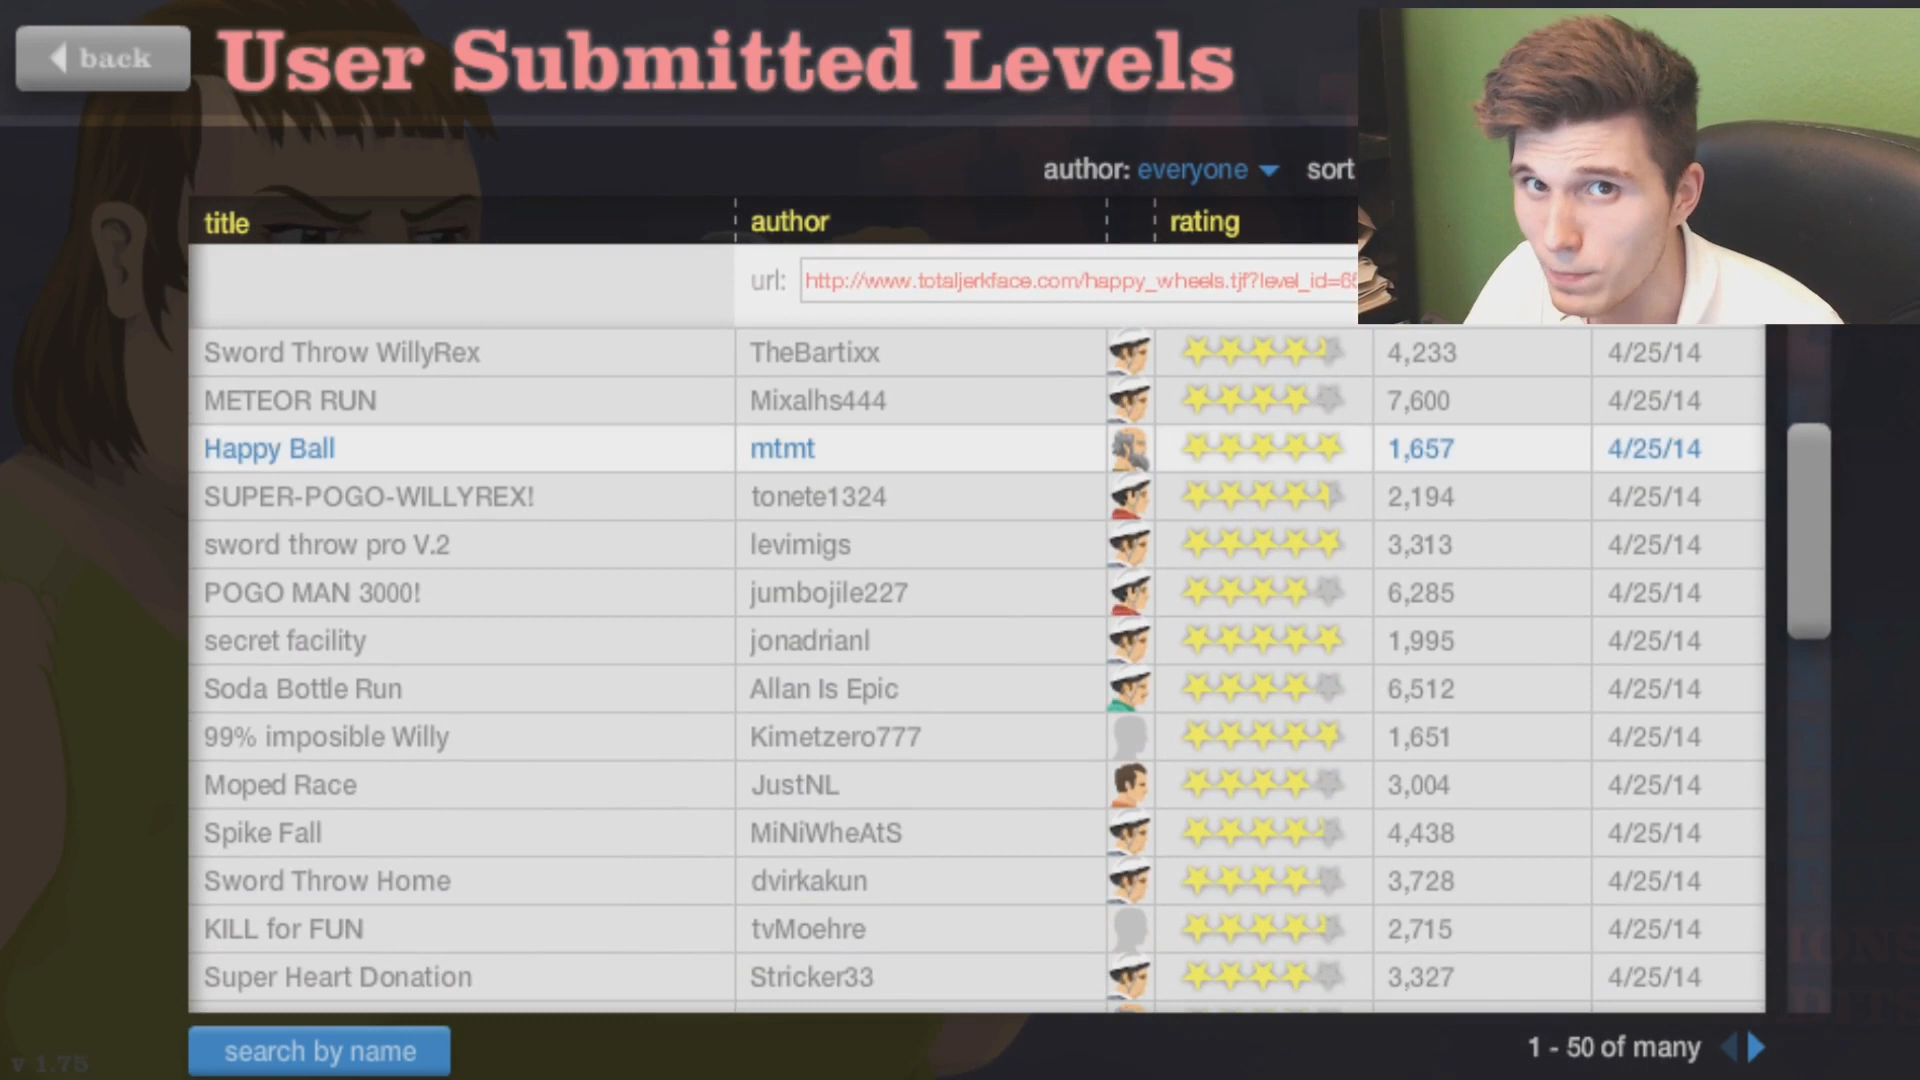 back
User Submitted Levels
author: everyone sort
title author rating
url: http://www.totaljerkface.com/happy_wheels.tjf?level_id=6
Sword Throw WillyRex TheBartixx 4,233 4/25/14
METEOR RUN Mixalhs444 7,600 4/25/14
Happy Ball mtmt 1,657 4/25/14
SUPER-POGO-WILLYREX! tonete1324 2,194 4/25/14
sword throw pro V.2 levimigs 3,313 4/25/14
POGO MAN 3000! jumbojile227 6,285 4/25/14
secret facility jonadrianl 1,995 4/25/14
Soda Bottle Run Allan Is Epic 6,512 4/25/14
99% imposible Willy Kimetzero777 1,651 4/25/14
Moped Race JustNL 3,004 4/25/14
Spike Fall MiNiWheAtS 4,438 4/25/14
Sword Throw Home dvirkakun 3,728 4/25/14
KILL for FUN tvMoehre 2,715 4/25/14
Super Heart Donation Stricker33 3,327 4/25/14
search by name
1 - 50 of many
v 1.75